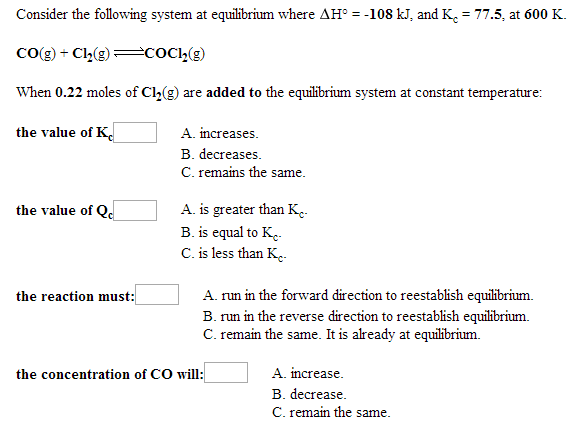 Consider the following system at equilibrium where ΔH° = -108 kJ, and Kc = 77.5, at 600 K.
CO(g) + Cl2(g) ⇌ COCl2(g)
When 0.22 moles of Cl2(g) are added to the equilibrium system at constant temperature:
the value of Kc A. increases.
B. decreases.
C. remains the same.
the value of Qc A. is greater than Kc.
B. is equal to Kc.
C. is less than Kc.
the reaction must: A. run in the forward direction to reestablish equilibrium.
B. run in the reverse direction to reestablish equilibrium.
C. remain the same. It is already at equilibrium.
the concentration of CO will: A. increase.
B. decrease.
C. remain the same.